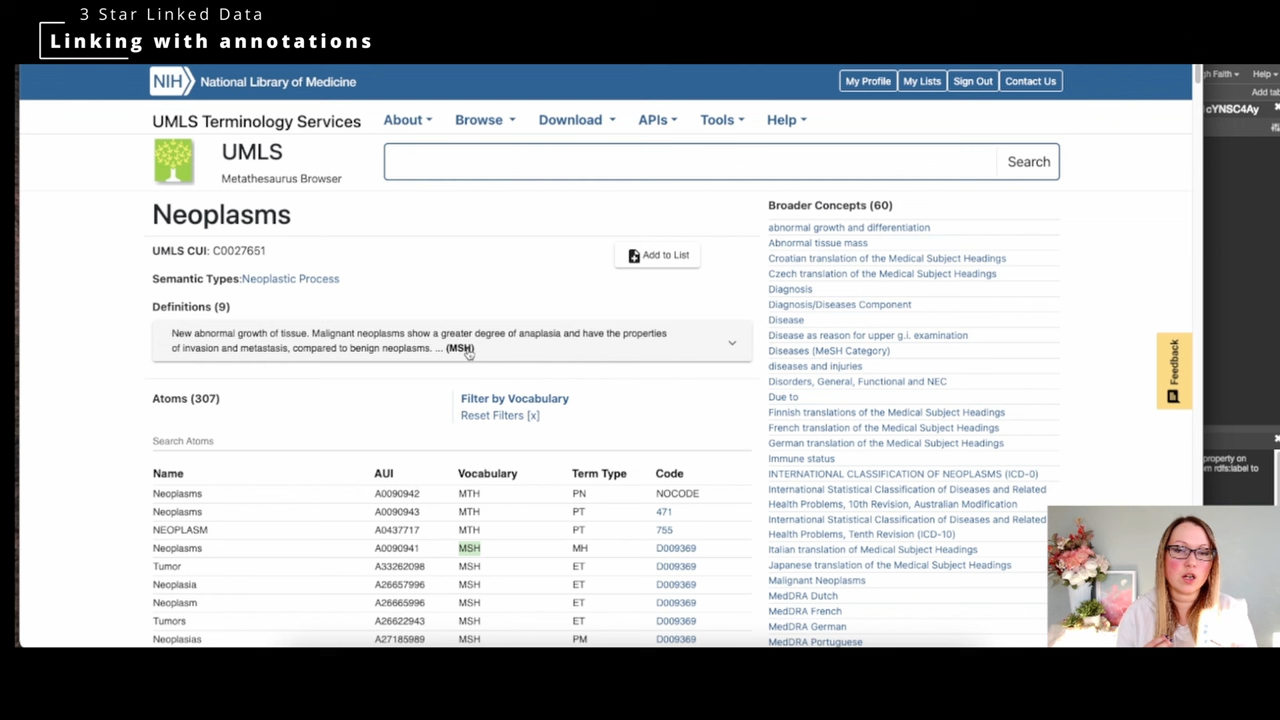 3 Star Linked Data
Linking with annotations
NIH National Library of Medicine
My Profile My Lists Sign Out Contact Us
gh Faith Help
Add tab
cYNSC4Ay
UMLS Terminology Services About Browse Download APIs Tools Help
UMLS
Metathesaurus Browser
Search
Neoplasms
UMLS CUI: C0027651
Add to List
Semantic Types:Neoplastic Process
Definitions (9)
New abnormal growth of tissue. Malignant neoplasms show a greater degree of anaplasia and have the properties
of invasion and metastasis, compared to benign neoplasms. ... (MSH)
Atoms (307)
Filter by Vocabulary
Reset Filters [x]
Search Atoms
Name AUI Vocabulary Term Type Code
Neoplasms A0090942 MTH PN NOCODE
Neoplasms A0090943 MTH PT 471
NEOPLASM A0437717 MTH PT 755
Neoplasms A0090941 MSH MH D009369
Tumor A33262098 MSH ET D009369
Neoplasia A26657996 MSH ET D009369
Neoplasm A26665996 MSH ET D009369
Tumors A26622943 MSH ET D009369
Neoplasias A27185989 MSH PM D009369
Broader Concepts (60)
abnormal growth and differentiation
Abnormal tissue mass
Croatian translation of the Medical Subject Headings
Czech translation of the Medical Subject Headings
Diagnosis
Diagnosis/Diseases Component
Disease
Disease as reason for upper g.i. examination
Diseases (MeSH Category)
diseases and injuries
Disorders, General, Functional and NEC
Due to
Finnish translations of the Medical Subject Headings
French translation of the Medical Subject Headings
German translation of the Medical Subject Headings
Immune status
INTERNATIONAL CLASSIFICATION OF NEOPLASMS (ICD-0)
International Statistical Classification of Diseases and Related
Health Problems, 10th Revision, Australian Modification
International Statistical Classification of Diseases and Related
Health Problems, Tenth Revision (ICD-10)
Italian translation of Medical Subject Headings
Japanese translation of the Medical Subject Headings
Malignant Neoplasms
MedDRA Dutch
MedDRA French
MedDRA German
MedDRA Portuguese
Feedback
property on
m rdfs:label to